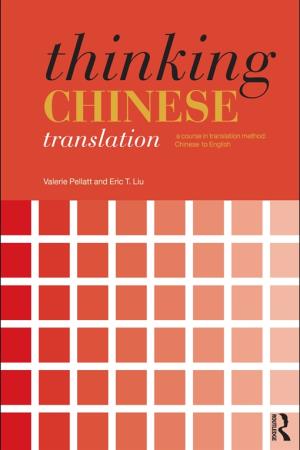 thinking
CHINESE
translation
a course in translation method:
Chinese to English
Valerie Pellatt and Eric T. Liu
R
ROUTLEDGE